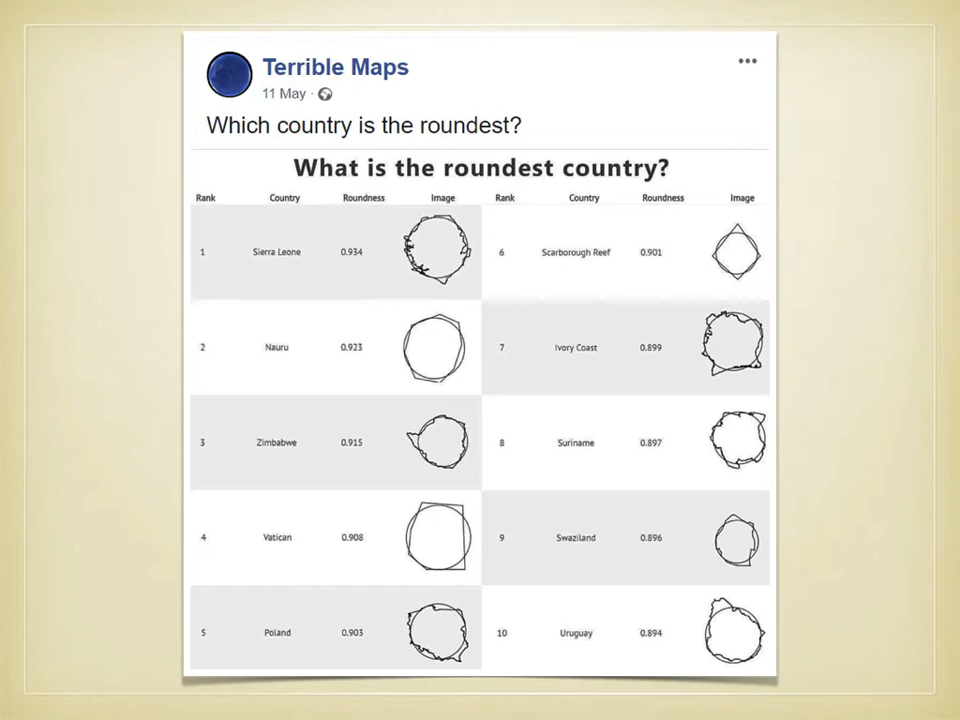 Terrible Maps
11 May ·
Which country is the roundest?
What is the roundest country?
Rank Country Roundness Image Rank Country Roundness Image
1 Sierra Leone 0.934 6 Scarborough Reef 0.901
2 Nauru 0.923 7 Ivory Coast 0.899
3 Zimbabwe 0.915 8 Suriname 0.897
4 Vatican 0.908 9 Swaziland 0.896
5 Poland 0.903 10 Uruguay 0.894